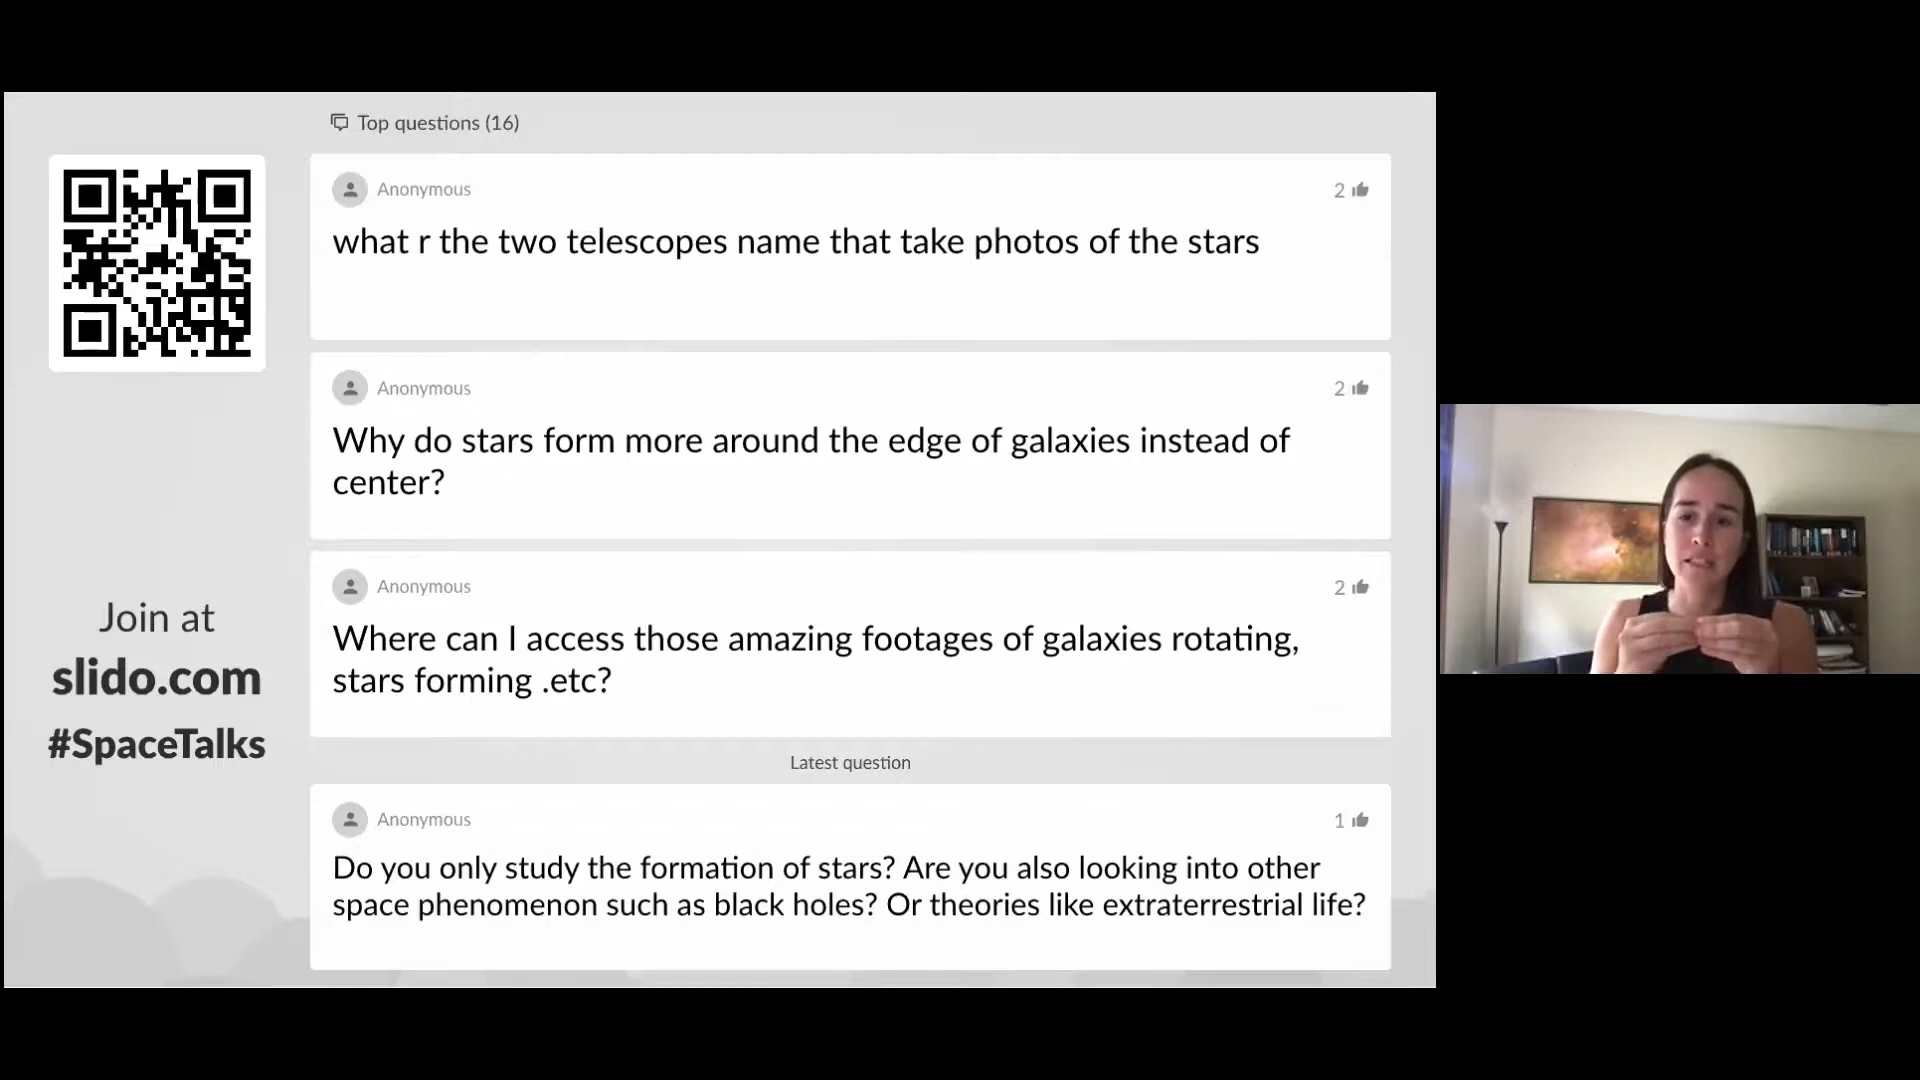 Top questions (16)
Anonymous
2
what r the two telescopes name that take photos of the stars
Anonymous
2
Why do stars form more around the edge of galaxies instead of
center?
Anonymous
2
Where can I access those amazing footages of galaxies rotating,
stars forming .etc?
Join at
slido.com
#SpaceTalks
Latest question
Anonymous
1
Do you only study the formation of stars? Are you also looking into other
space phenomenon such as black holes? Or theories like extraterrestrial life?